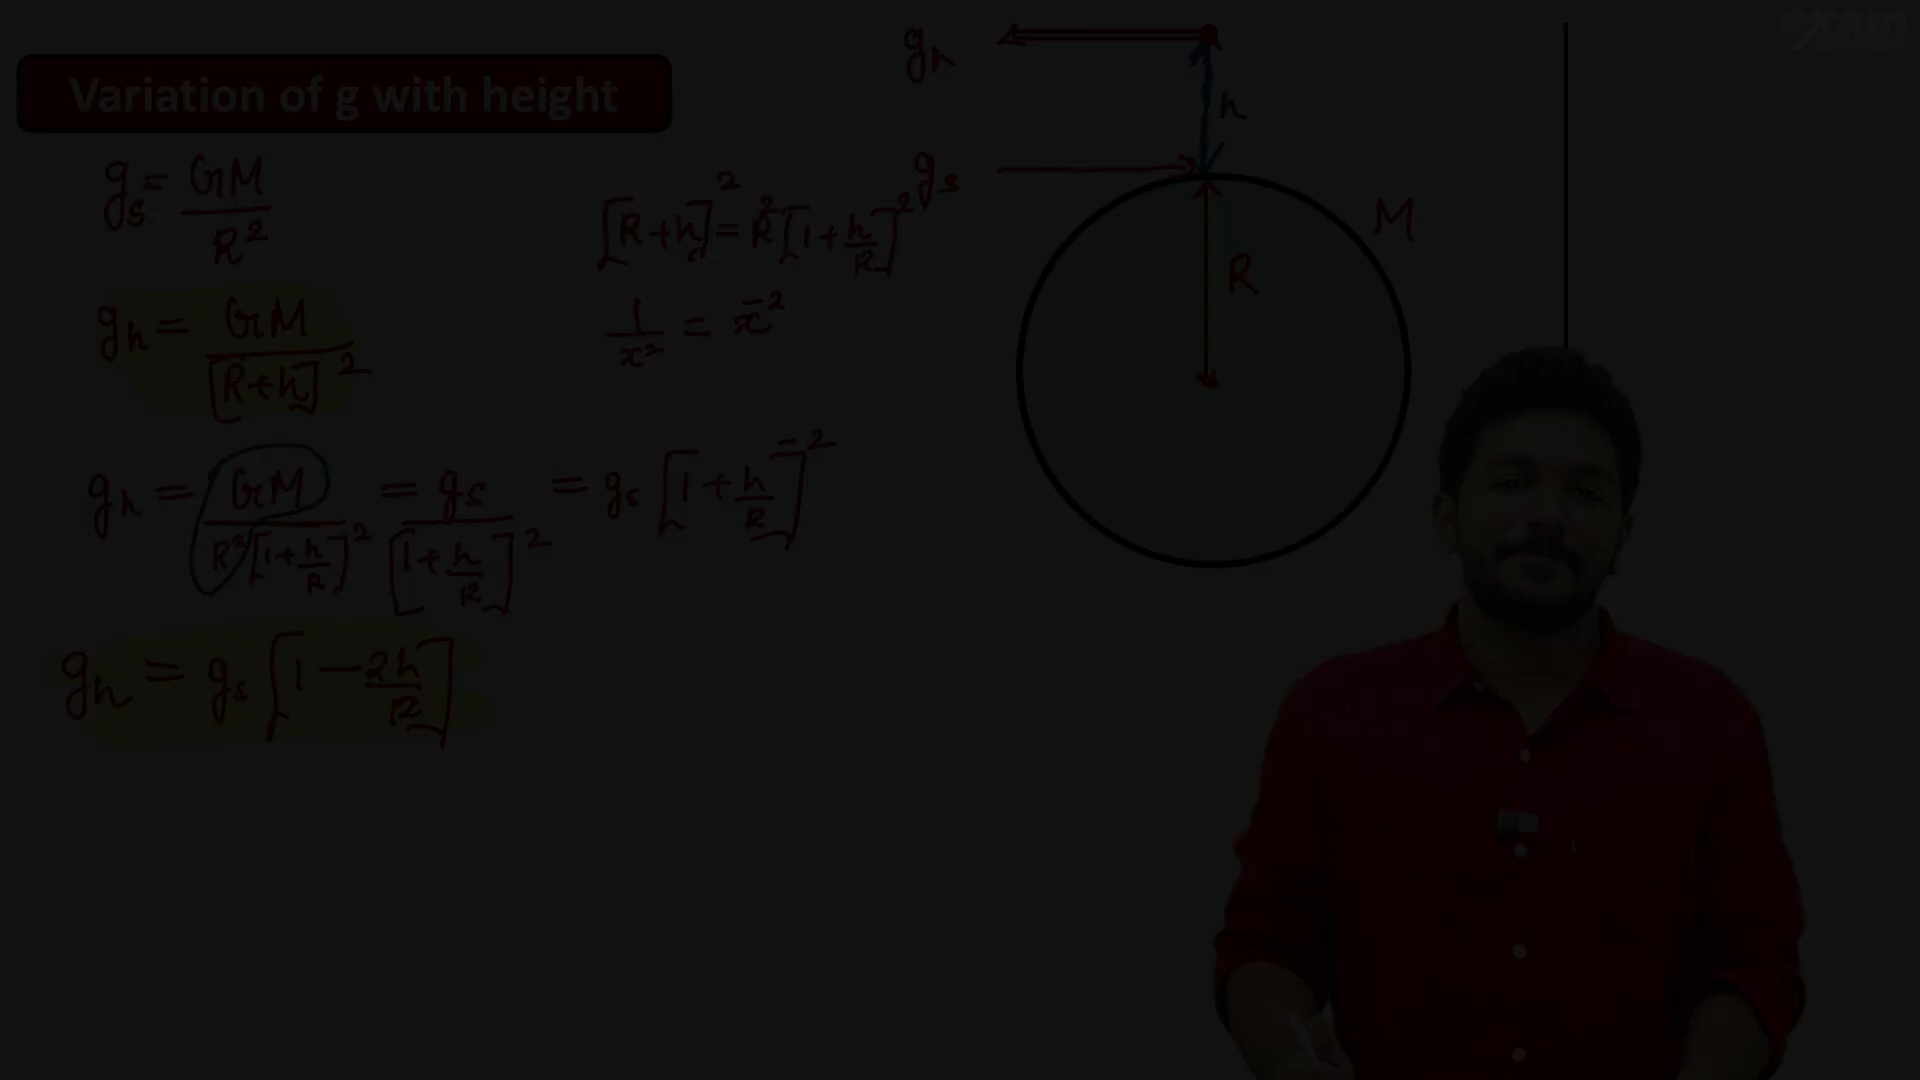 Variation of g with height
gₛ = GM / R²
gₕ = GM / [R+h]²
[R+h]² = R²[1+h/R]²
1/x² = x⁻²
gₕ = GM / R²[1+h/R]² = gₛ / [1+h/R]² = gₛ [1+h/R]⁻²
gₕ = gₛ [1 − 2h/R]
gₕ
h
gₛ
M
R
exam